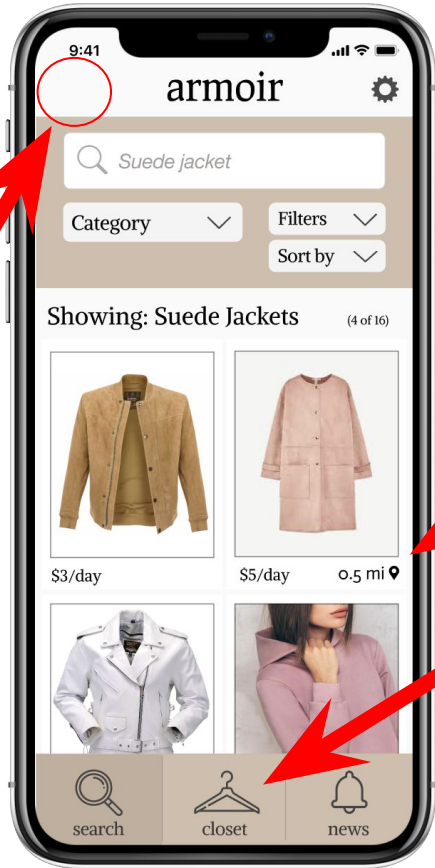 9:41
armoir
Suede jacket
Category
Filters
Sort by
Showing: Suede Jackets (4 of 16)
$3/day
$5/day 0.5 mi
search
closet
news